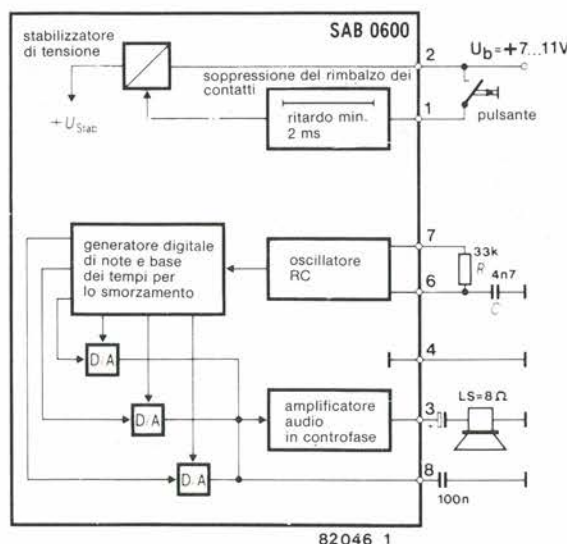 stabilizzatore
di tensione
SAB 0600
2
U_b=+7...11V
soppressione del rimbalzo dei
contatti
+U_Stab
ritardo min.
2 ms
1
pulsante
generatore digitale
di note e base
dei tempi per
lo smorzamento
oscillatore
RC
7
33k
R
6
4n7
C
4
D/A
D/A
D/A
amplificatore
audio
in controfase
3
LS=8Ω
8
100n
82046 1